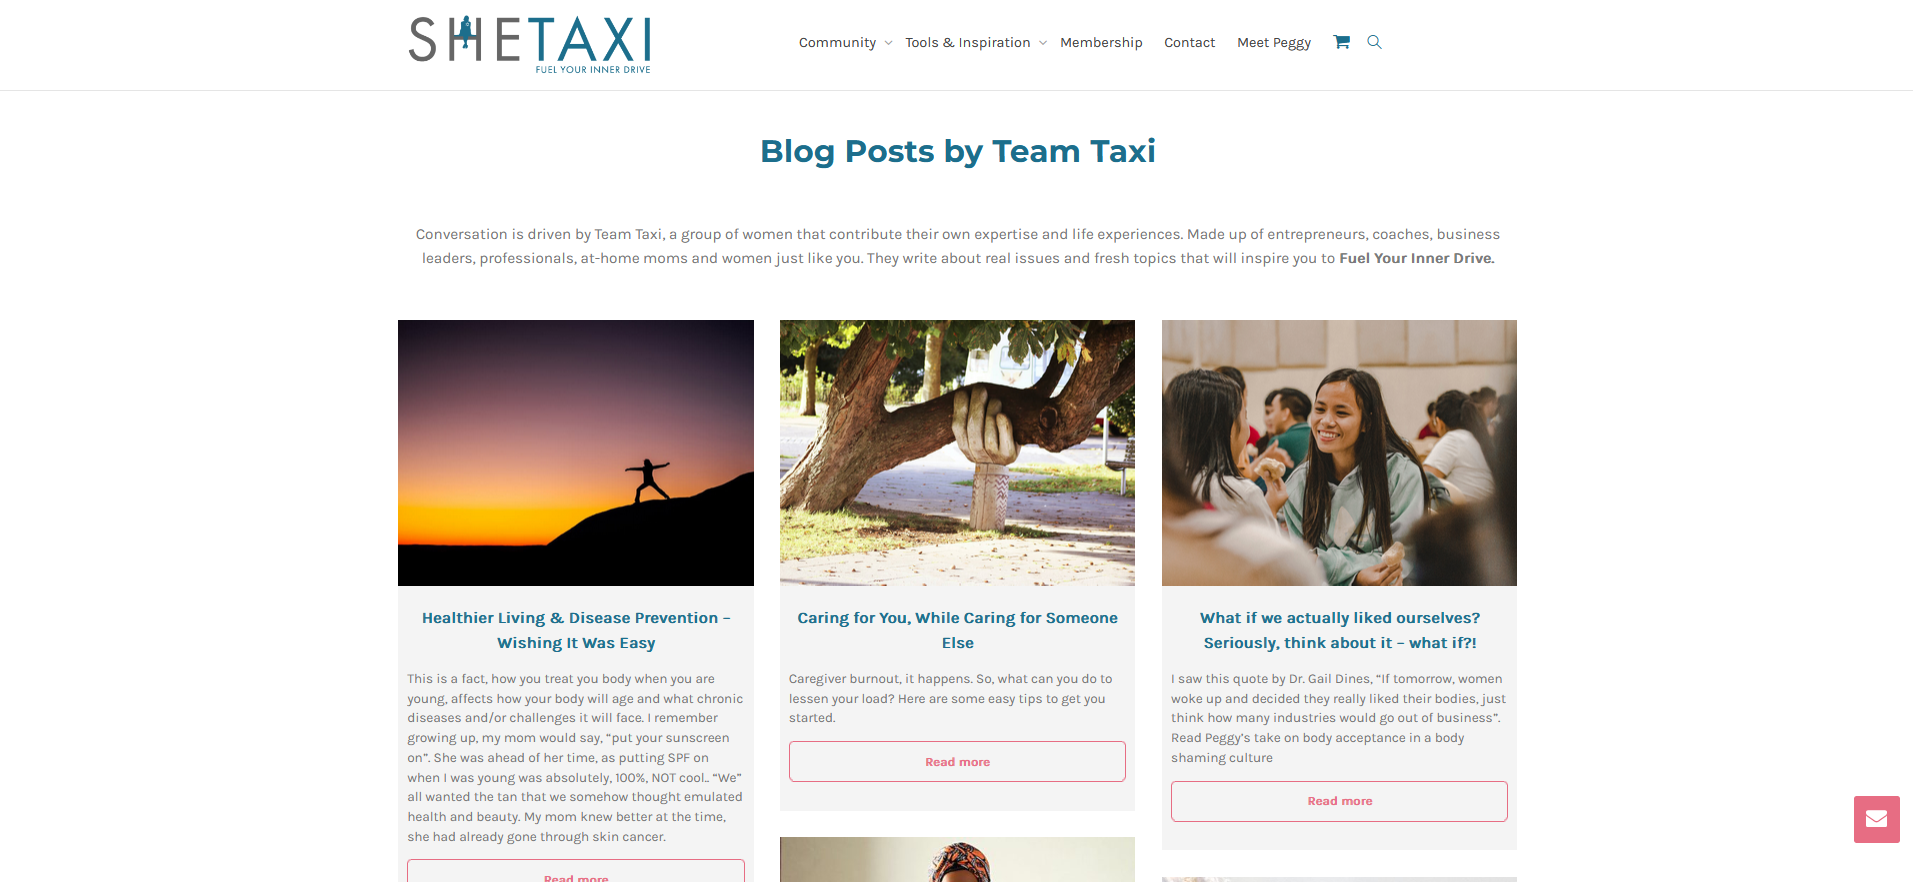 SHETAXI
FUEL YOUR INNER DRIVE
Community
Tools & Inspiration
Membership
Contact
Meet Peggy
Blog Posts by Team Taxi
Conversation is driven by Team Taxi, a group of women that contribute their own expertise and life experiences. Made up of entrepreneurs, coaches, business
leaders, professionals, at-home moms and women just like you. They write about real issues and fresh topics that will inspire you to Fuel Your Inner Drive.
Healthier Living & Disease Prevention –
Wishing It Was Easy
This is a fact, how you treat you body when you are
young, affects how your body will age and what chronic
diseases and/or challenges it will face. I remember
growing up, my mom would say, “put your sunscreen
on”. She was ahead of her time, as putting SPF on
when I was young was absolutely, 100%, NOT cool.. “We”
all wanted the tan that we somehow thought emulated
health and beauty. My mom knew better at the time,
she had already gone through skin cancer.
Read more
Caring for You, While Caring for Someone
Else
Caregiver burnout, it happens. So, what can you do to
lessen your load? Here are some easy tips to get you
started.
Read more
What if we actually liked ourselves?
Seriously, think about it – what if?!
I saw this quote by Dr. Gail Dines, “If tomorrow, women
woke up and decided they really liked their bodies, just
think how many industries would go out of business”.
Read Peggy’s take on body acceptance in a body
shaming culture
Read more